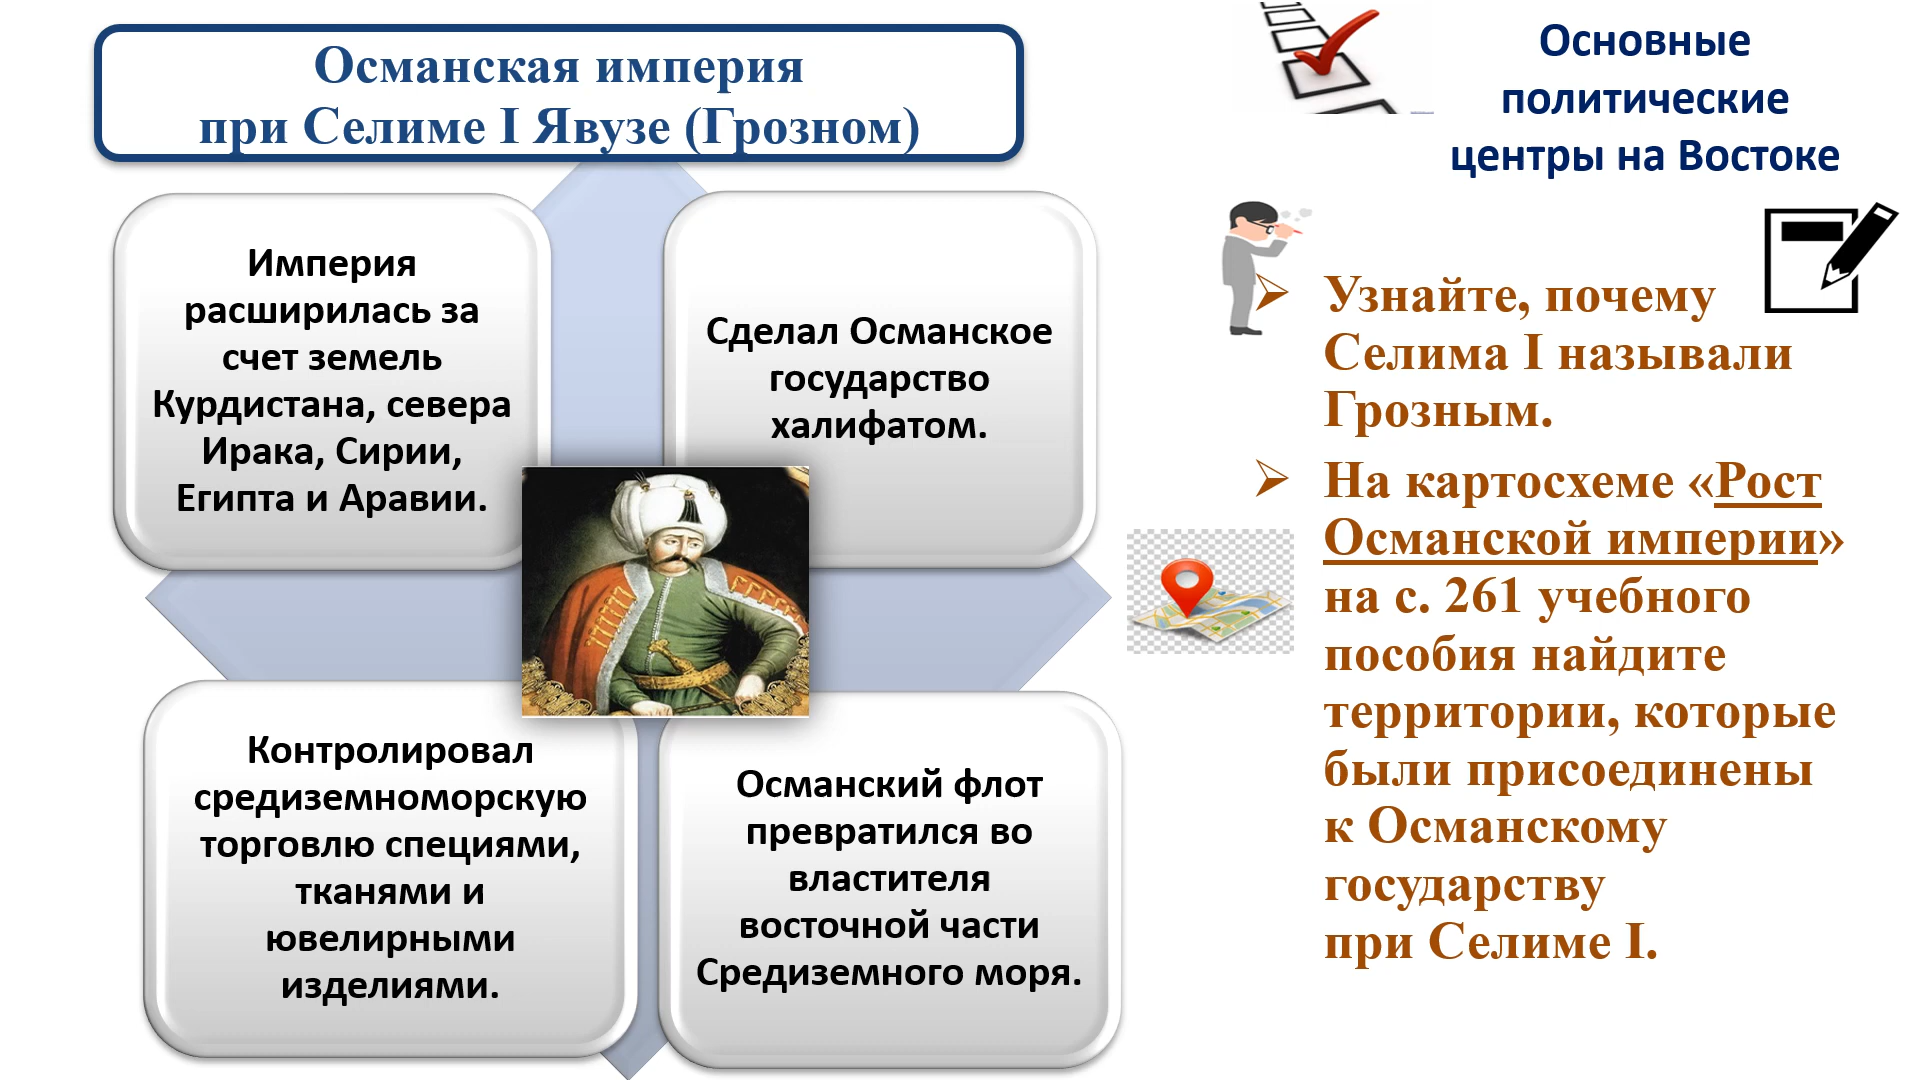 Османская империя
при Селиме I Явузе (Грозном)
Империя
расширилась за
счет земель
Курдистана, севера
Ирака, Сирии,
Египта и Аравии.
Сделал Османское
государство
халифатом.
Контролировал
средиземноморскую
торговлю специями,
тканями и
ювелирными
изделиями.
Османский флот
превратился во
властителя
восточной части
Средиземного моря.
Основные
политические
центры на Востоке
Узнайте, почему
Селима I называли
Грозным.
На картосхеме «Рост
Османской империи»
на с. 261 учебного
пособия найдите
территории, которые
были присоединены
к Османскому
государству
при Селиме I.